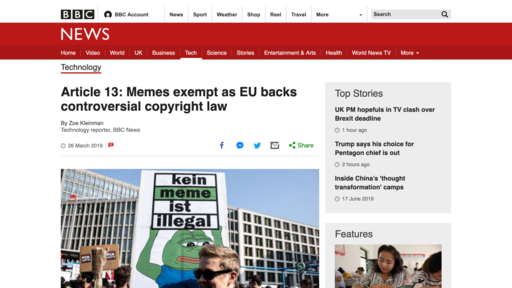 BBC BBC Account News Sport Weather Shop Reel Travel More Search
NEWS
Home Video World UK Business Tech Science Stories Entertainment & Arts Health World News TV More
Technology
Article 13: Memes exempt as EU backs
controversial copyright law
By Zoe Kleinman
Technology reporter, BBC News
26 March 2019
Share
kein
meme
ist
illegal
Top Stories
UK PM hopefuls in TV clash over
Brexit deadline
1 hour ago
Trump says his choice for
Pentagon chief is out
2 hours ago
Inside China's 'thought
transformation' camps
17 June 2019
Features